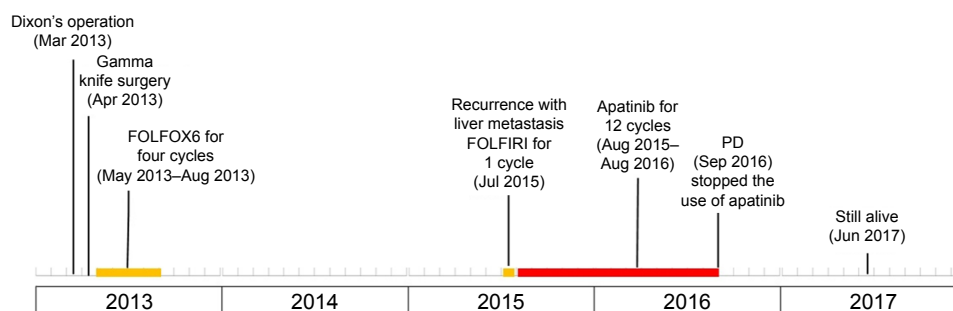 Dixon's operation
(Mar 2013)
Gamma
knife surgery
(Apr 2013)
FOLFOX6 for
four cycles
(May 2013–Aug 2013)
Recurrence with
liver metastasis
FOLFIRI for
1 cycle
(Jul 2015)
Apatinib for
12 cycles
(Aug 2015–
Aug 2016)
PD
(Sep 2016)
stopped the
use of apatinib
Still alive
(Jun 2017)
2013 2014 2015 2016 2017